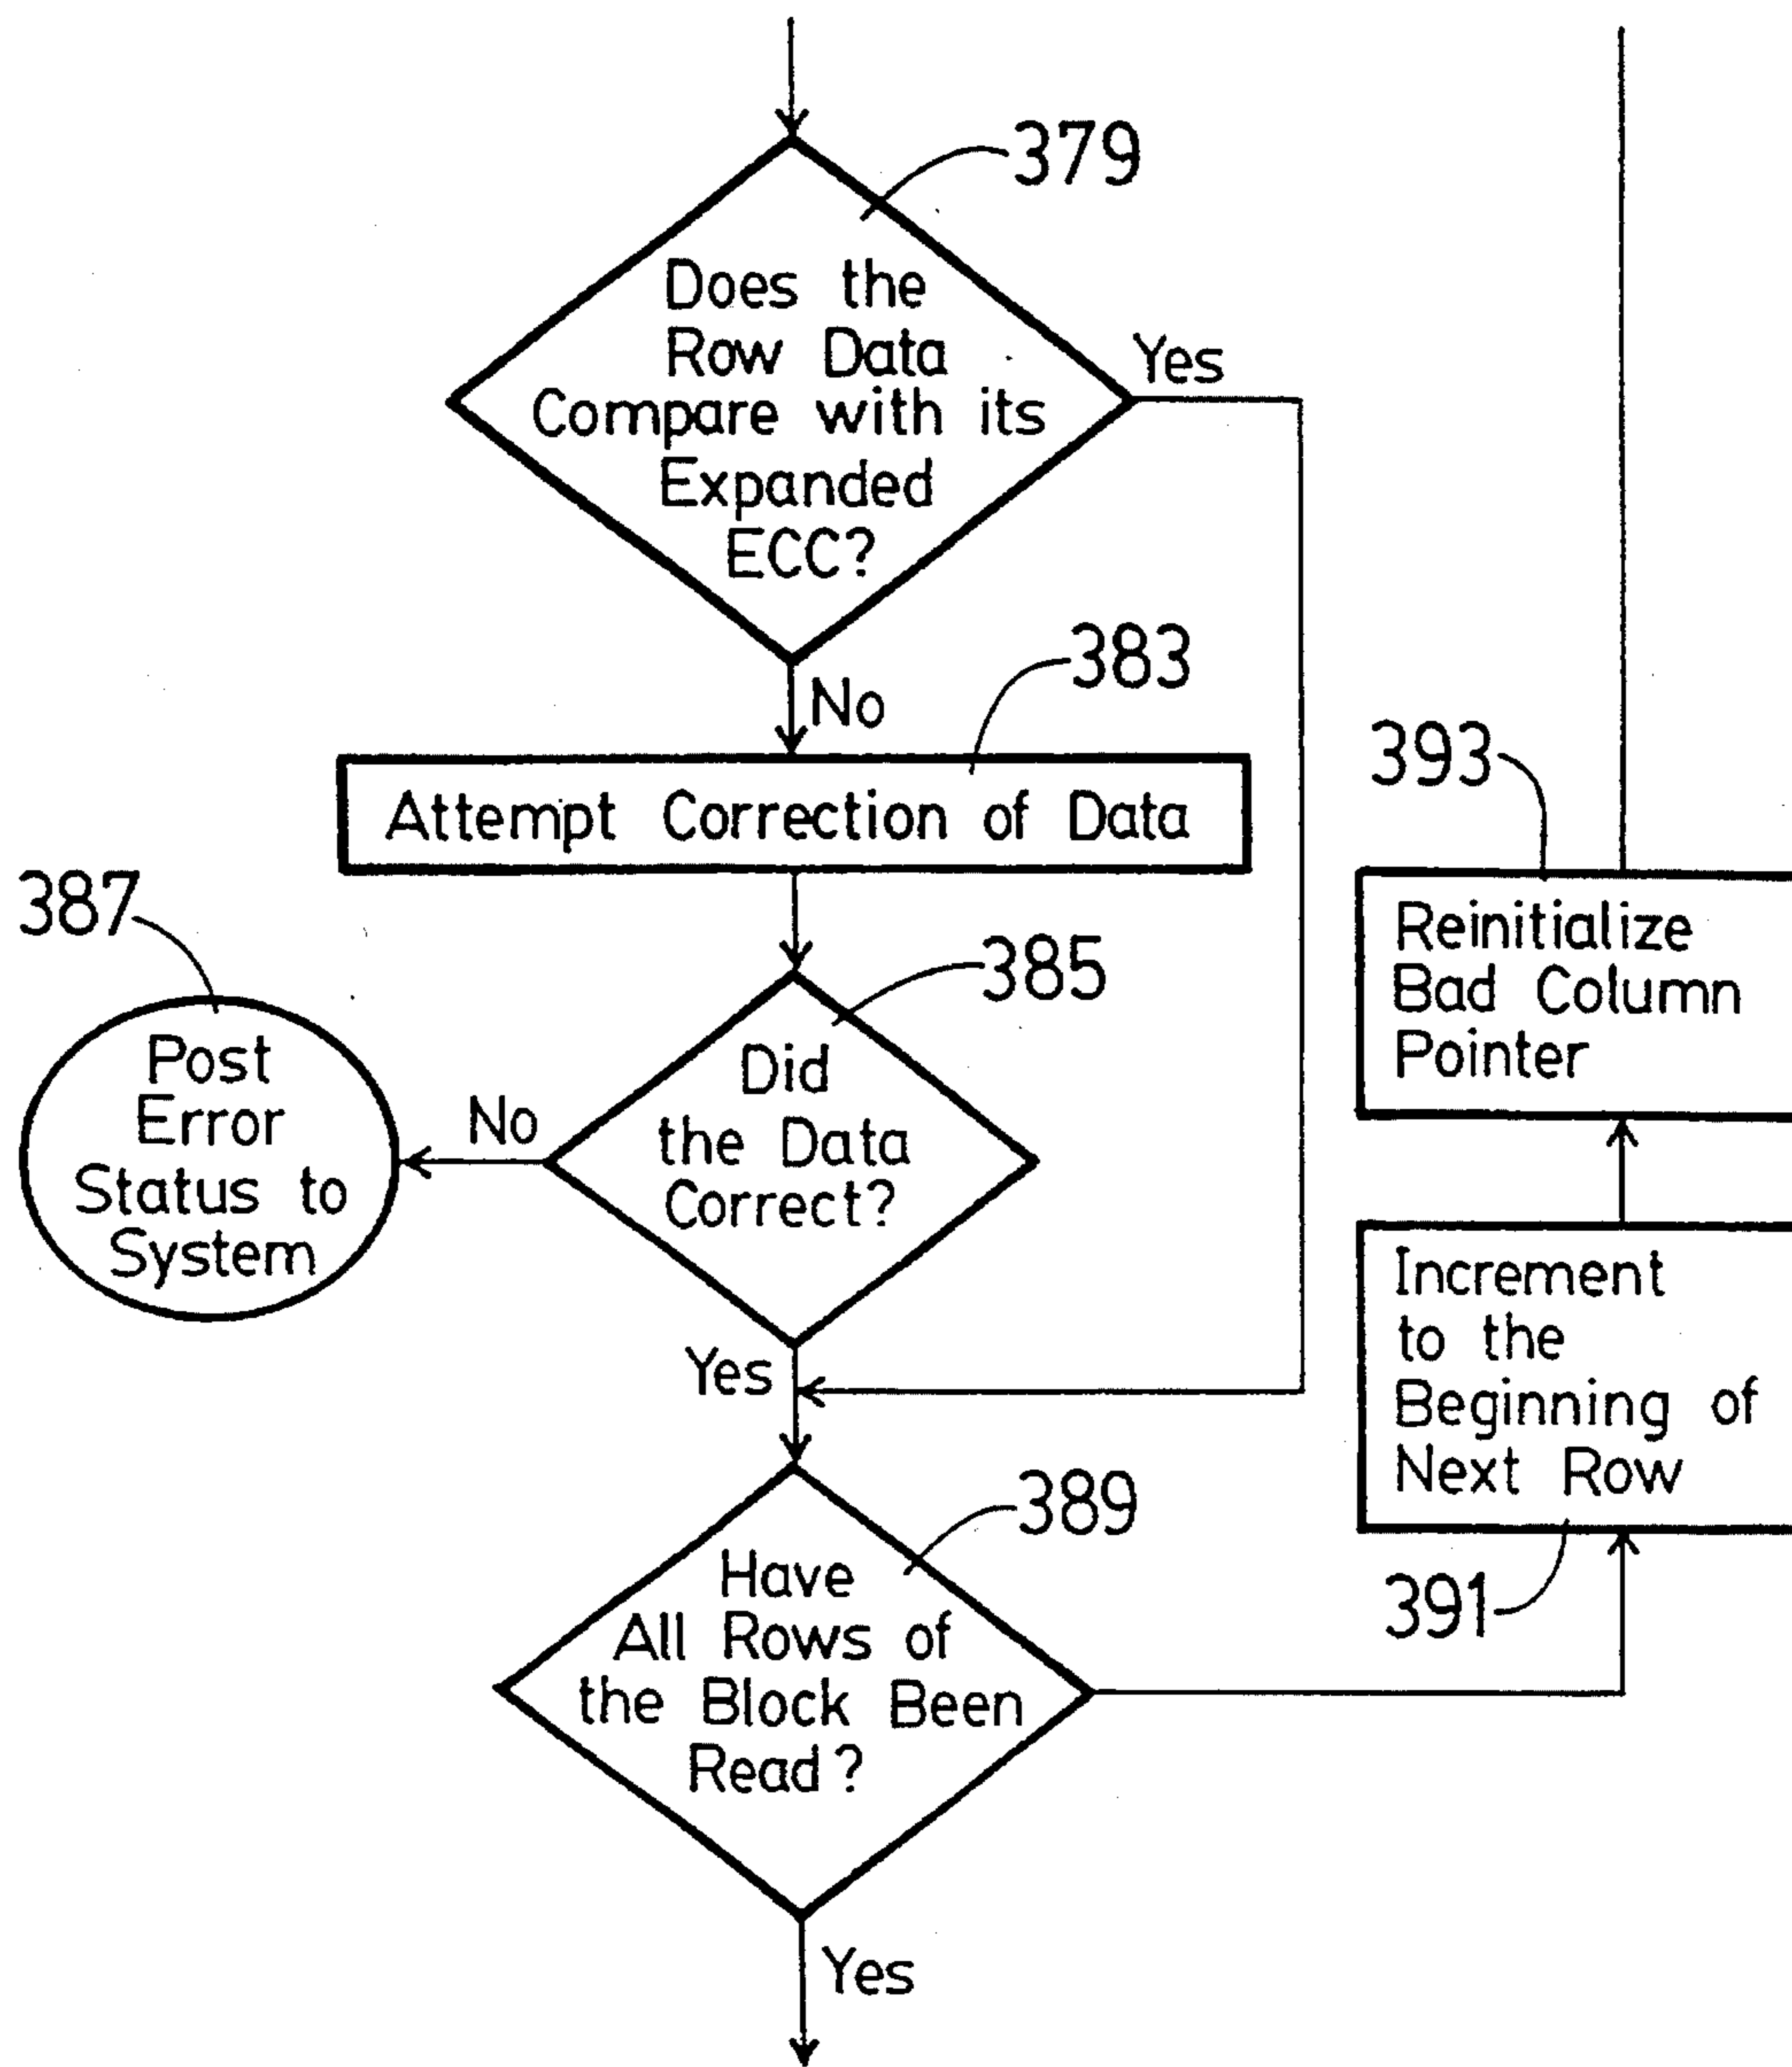 379
Does the
Row Data
Compare with its
Expanded
ECC?
Yes
No
383
Attempt Correction of Data
387
Post
Error
Status to
System
No
385
Did
the Data
Correct?
Yes
389
Have
All Rows of
the Block Been
Read?
Yes
393
Reinitialize
Bad Column
Pointer
Increment
to the
Beginning of
Next Row
391